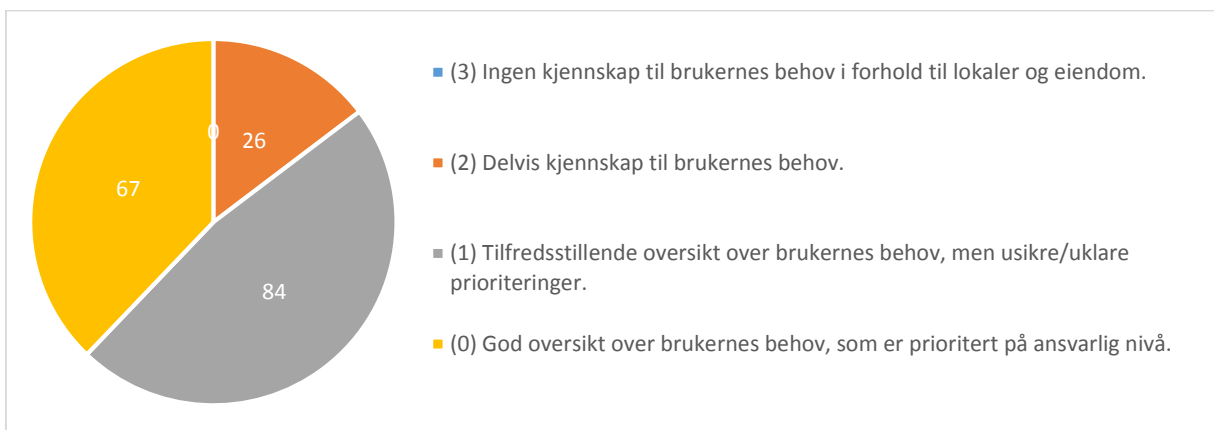 0
26
67
84
(3) Ingen kjennskap til brukernes behov i forhold til lokaler og eiendom.
(2) Delvis kjennskap til brukernes behov.
(1) Tilfredsstillende oversikt over brukernes behov, men usikre/uklare
prioriteringer.
(0) God oversikt over brukernes behov, som er prioritert på ansvarlig nivå.